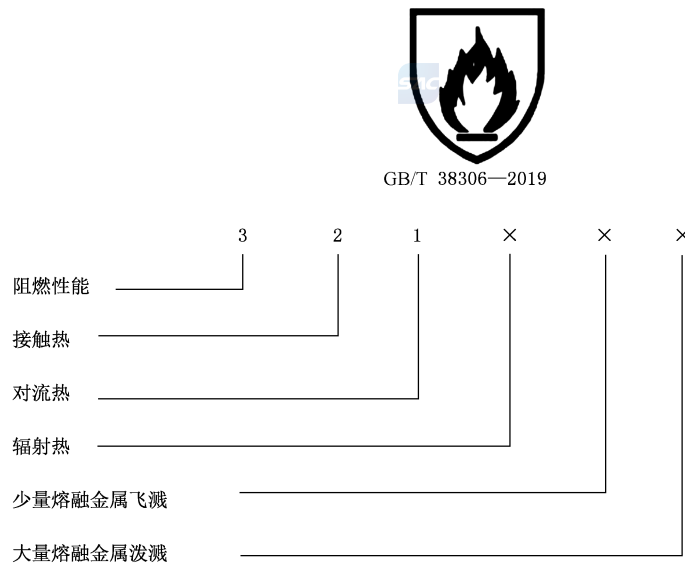 SAC
GB/T 38306—2019
3 2 1 × × ×
阻燃性能
接触热
对流热
辐射热
少量熔融金属飞溅
大量熔融金属泼溅